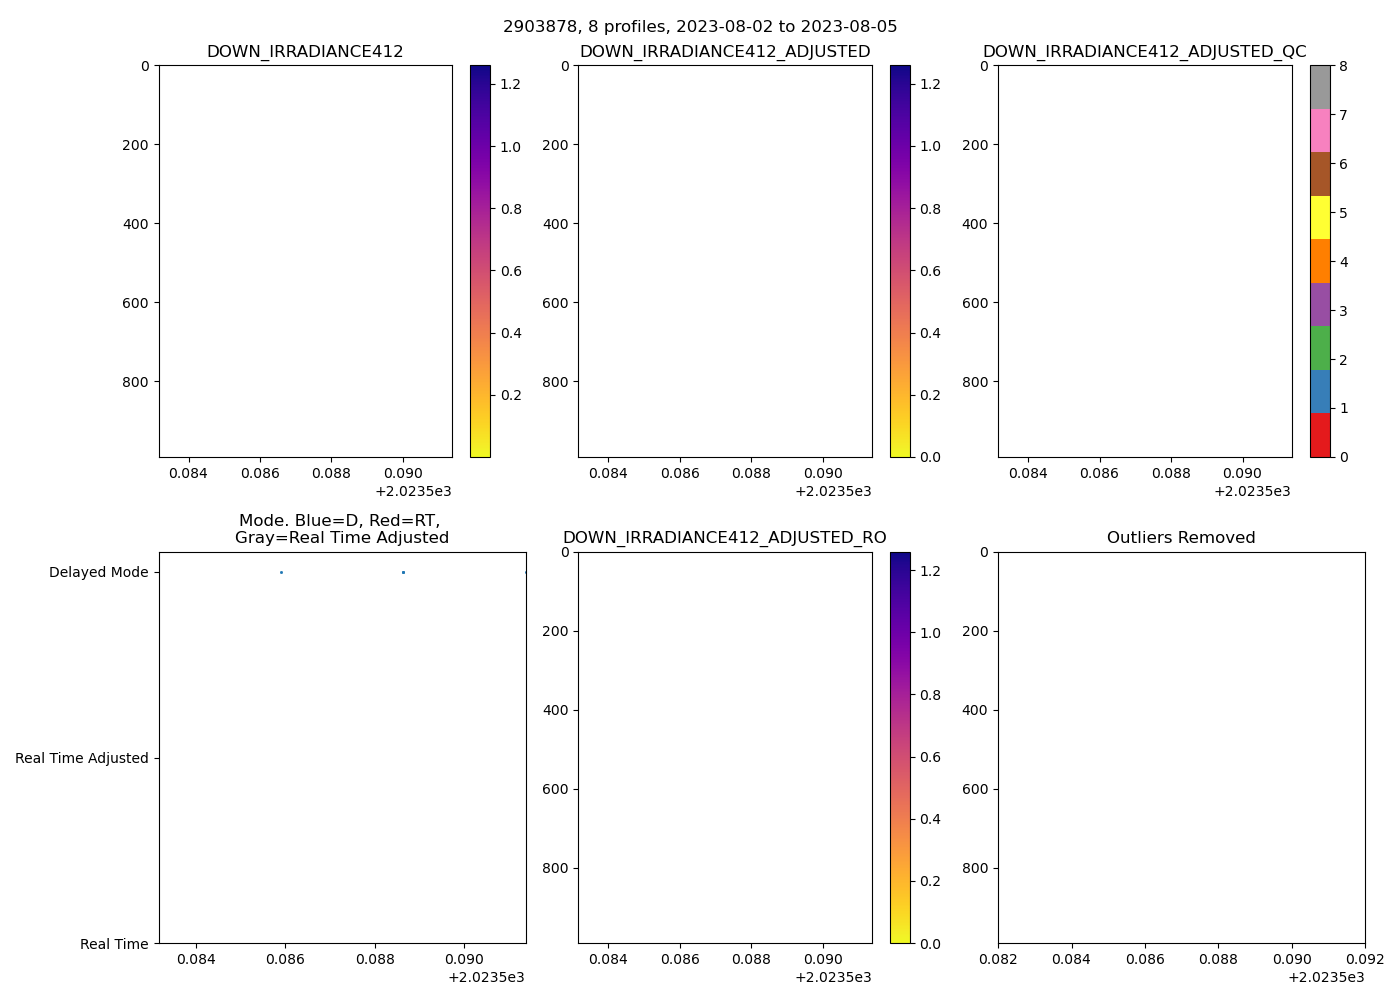 2903878, 8 profiles, 2023-08-02 to 2023-08-05
DOWN_IRRADIANCE412
0
200
400
600
800
0.084 0.086 0.088 0.090
+2.0235e3
1.2
1.0
0.8
0.6
0.4
0.2
DOWN_IRRADIANCE412_ADJUSTED
0
200
400
600
800
0.084 0.086 0.088 0.090
+2.0235e3
1.2
1.0
0.8
0.6
0.4
0.2
0.0
DOWN_IRRADIANCE412_ADJUSTED_QC
0
200
400
600
800
0.084 0.086 0.088 0.090
+2.0235e3
8
7
6
5
4
3
2
1
0
Mode. Blue=D, Red=RT,
Gray=Real Time Adjusted
Delayed Mode
Real Time Adjusted
Real Time
0.084 0.086 0.088 0.090
+2.0235e3
DOWN_IRRADIANCE412_ADJUSTED_RO
0
200
400
600
800
0.084 0.086 0.088 0.090
+2.0235e3
1.2
1.0
0.8
0.6
0.4
0.2
0.0
Outliers Removed
0
200
400
600
800
0.082 0.084 0.086 0.088 0.090 0.092
+2.0235e3